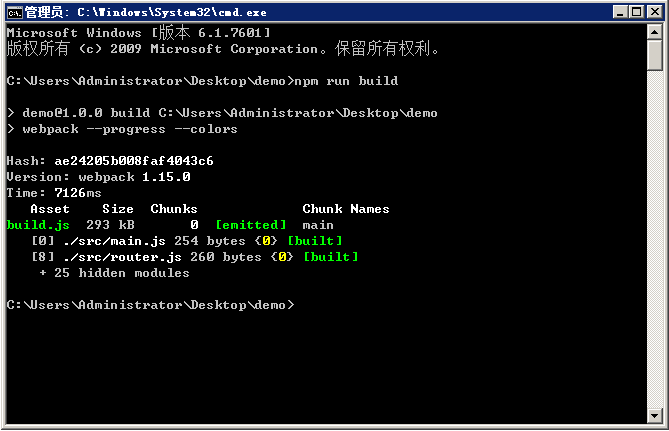 管理员: C:\Windows\System32\cmd.exe
Microsoft Windows [版本 6.1.7601]
版权所有 (c) 2009 Microsoft Corporation。保留所有权利。
C:\Users\Administrator\Desktop\demo>npm run build
> demo@1.0.0 build C:\Users\Administrator\Desktop\demo
> webpack --progress --colors
Hash: ae24205b008faf4043c6
Version: webpack 1.15.0
Time: 7126ms
Asset Size Chunks Chunk Names
build.js 293 kB 0 [emitted] main
[0] ./src/main.js 254 bytes {0} [built]
[8] ./src/router.js 260 bytes {0} [built]
+ 25 hidden modules
C:\Users\Administrator\Desktop\demo>